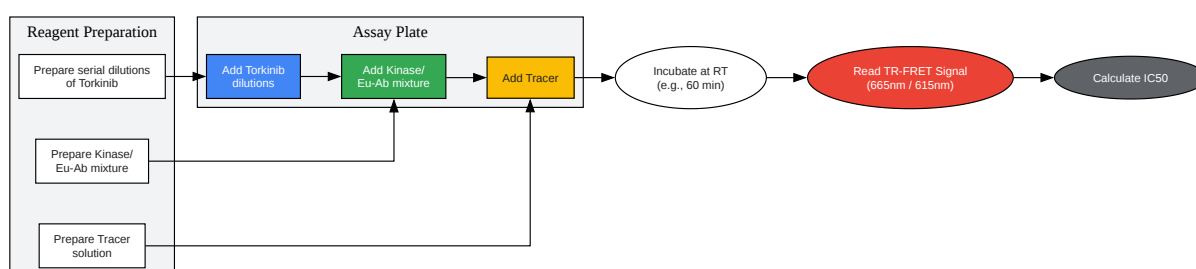 Reagent Preparation
Assay Plate
Prepare serial dilutions
of Torkinib
Add Torkinib
dilutions
Add Kinase/
Eu-Ab mixture
Add Tracer
Incubate at RT
(e.g., 60 min)
Read TR-FRET Signal
(665nm / 615nm)
Calculate IC50
Prepare Kinase/
Eu-Ab mixture
Prepare Tracer
solution